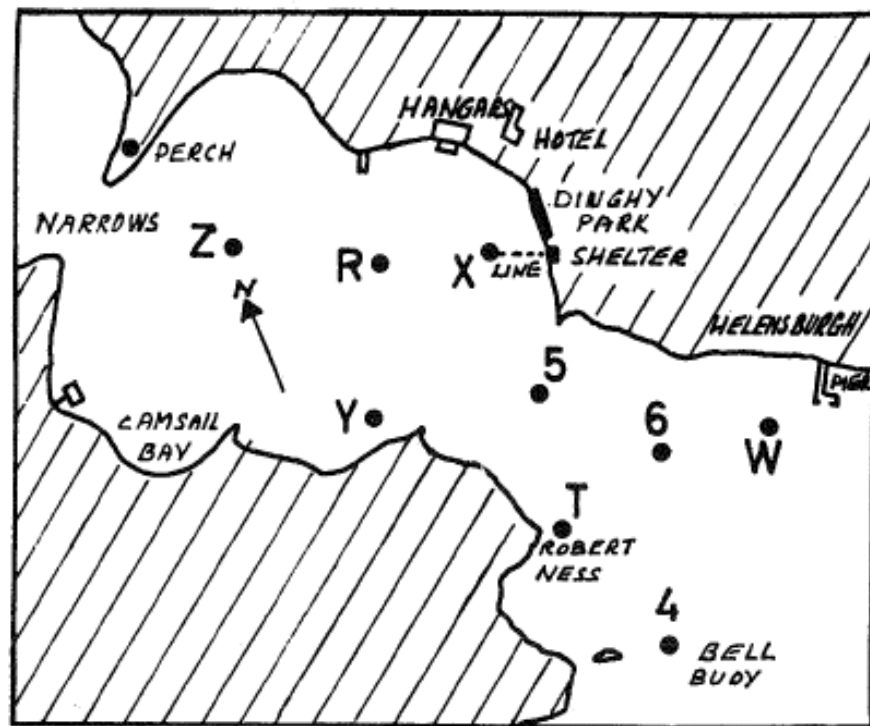 HANGARS
HOTEL
PERCH
DINGHY
PARK
NARROWS
Z
R
X
LINE
SHELTER
N
HELENSBURGH
PIER
5
CAMSAIL
BAY
Y
6
W
T
ROBERT
NESS
4
BELL
BUOY